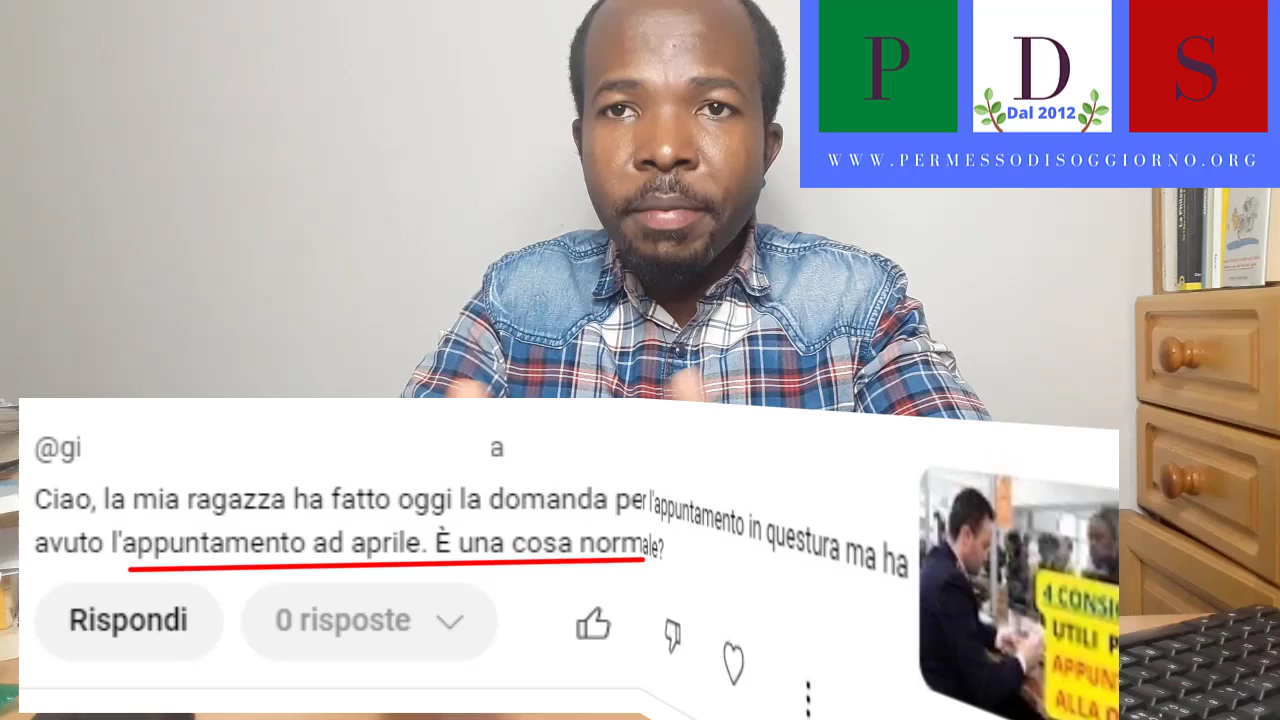 P D S
Dal 2012
WWW.PERMESSODISOGGIORNO.ORG
@gi a
Ciao, la mia ragazza ha fatto oggi la domanda per l'appuntamento in questura ma ha
avuto l'appuntamento ad aprile. È una cosa normale?
Rispondi
0 risposte
4 CONSI
UTILI P
APPUN
ALLA